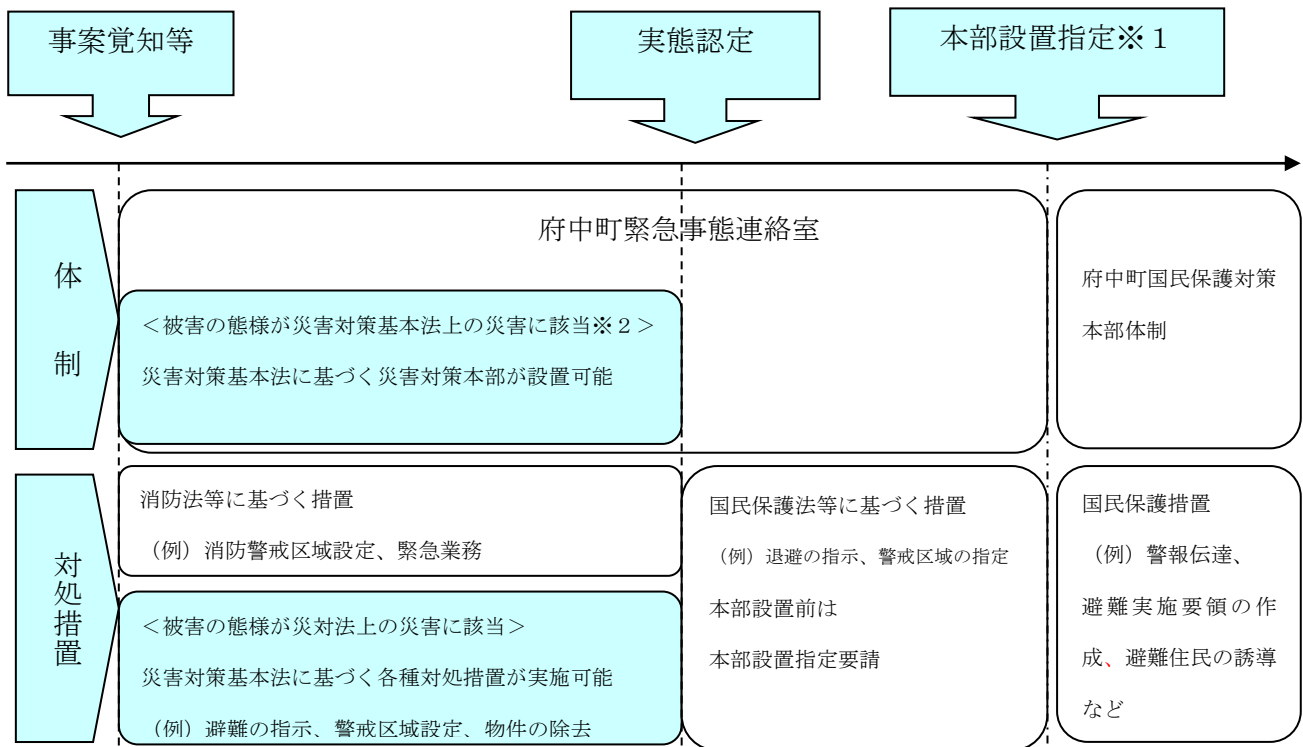 事案覚知等
実態認定
本部設置指定※１
体
制
府中町緊急事態連絡室
＜被害の態様が災害対策基本法上の災害に該当※２＞
災害対策基本法に基づく災害対策本部が設置可能
府中町国民保護対策
本部体制
対処措置
消防法等に基づく措置
（例）消防警戒区域設定、緊急業務
＜被害の態様が災対法上の災害に該当＞
災害対策基本法に基づく各種対処措置が実施可能
（例）避難の指示、警戒区域設定、物件の除去
国民保護法等に基づく措置
（例）退避の指示、警戒区域の指定
本部設置前は
本部設置指定要請
国民保護措置
（例）警報伝達、
避難実施要領の作
成、避難住民の誘導
など